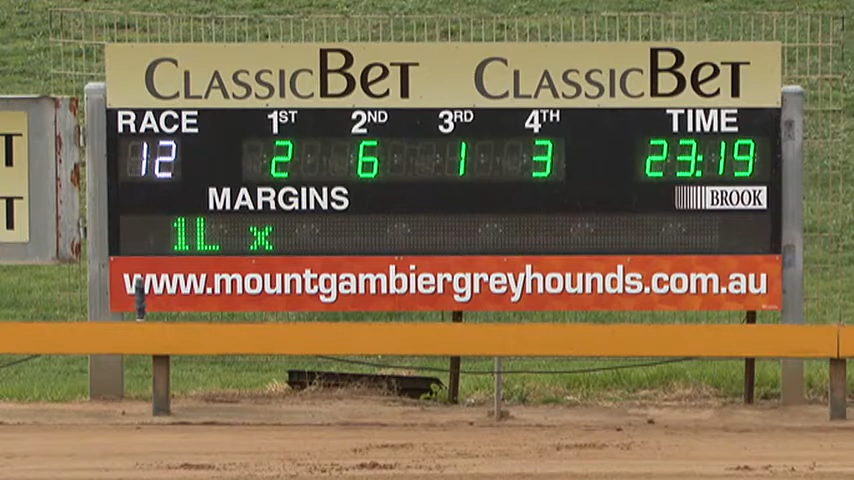 CLASSICBET CLASSICBET
RACE 1ST 2ND 3RD 4TH TIME
12 2 6 1 3 23.19
MARGINS BROOK
1L x
www.mountgambiergreyhounds.com.au
T
T